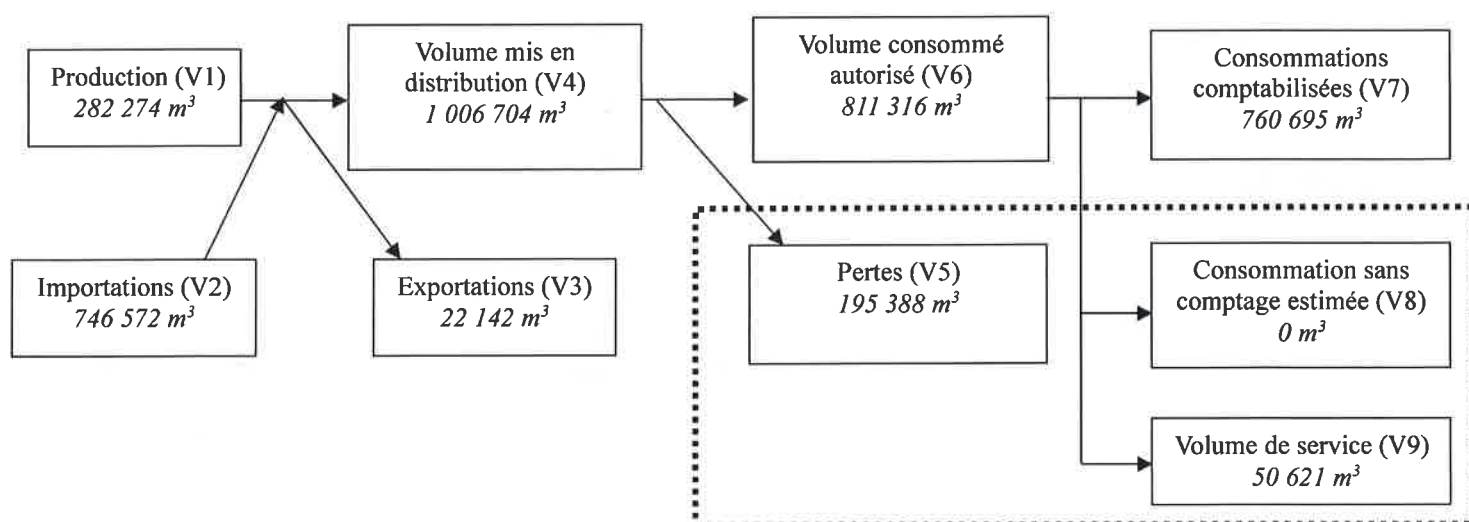 Production (V1)
282 274 m³
Volume mis en
distribution (V4)
1 006 704 m³
Volume consommé
autorisé (V6)
811 316 m³
Consommations
comptabilisées (V7)
760 695 m³
Importations (V2)
746 572 m³
Exportations (V3)
22 142 m³
Pertes (V5)
195 388 m³
Consommation sans
comptage estimée (V8)
0 m³
Volume de service (V9)
50 621 m³